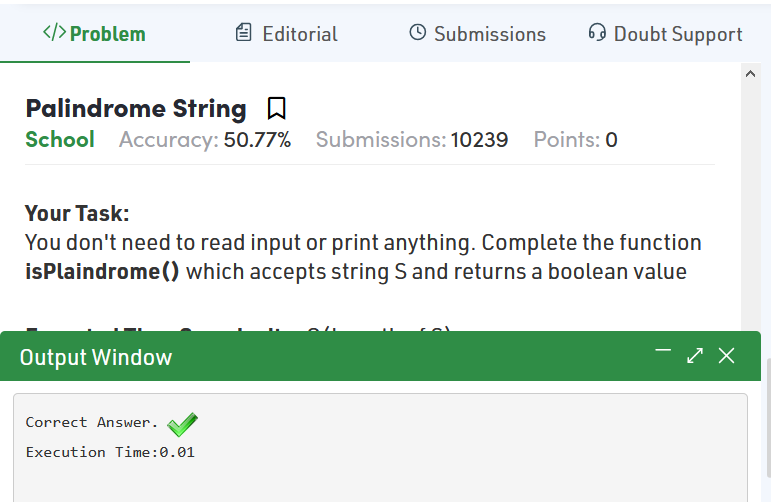 </> Problem
Editorial
Submissions
Doubt Support
Palindrome String
School Accuracy: 50.77% Submissions: 10239 Points: 0
Your Task:
You don't need to read input or print anything. Complete the function
isPlaindrome() which accepts string S and returns a boolean value
Output Window
Correct Answer.
Execution Time:0.01